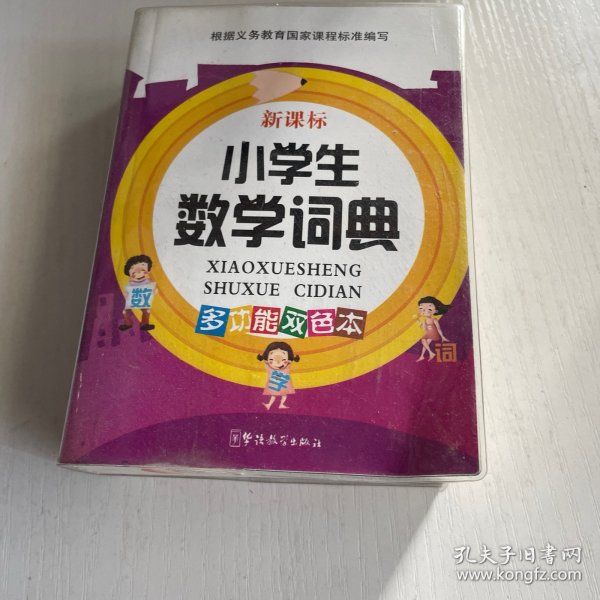 根据义务教育国家课程标准编写
新课标
小学生
数学词典
XIAOXUESHENG
SHUXUE CIDIAN
多功能双色本
数
学
词
华语教学出版社
孔夫子旧书网
www.kongfz.com